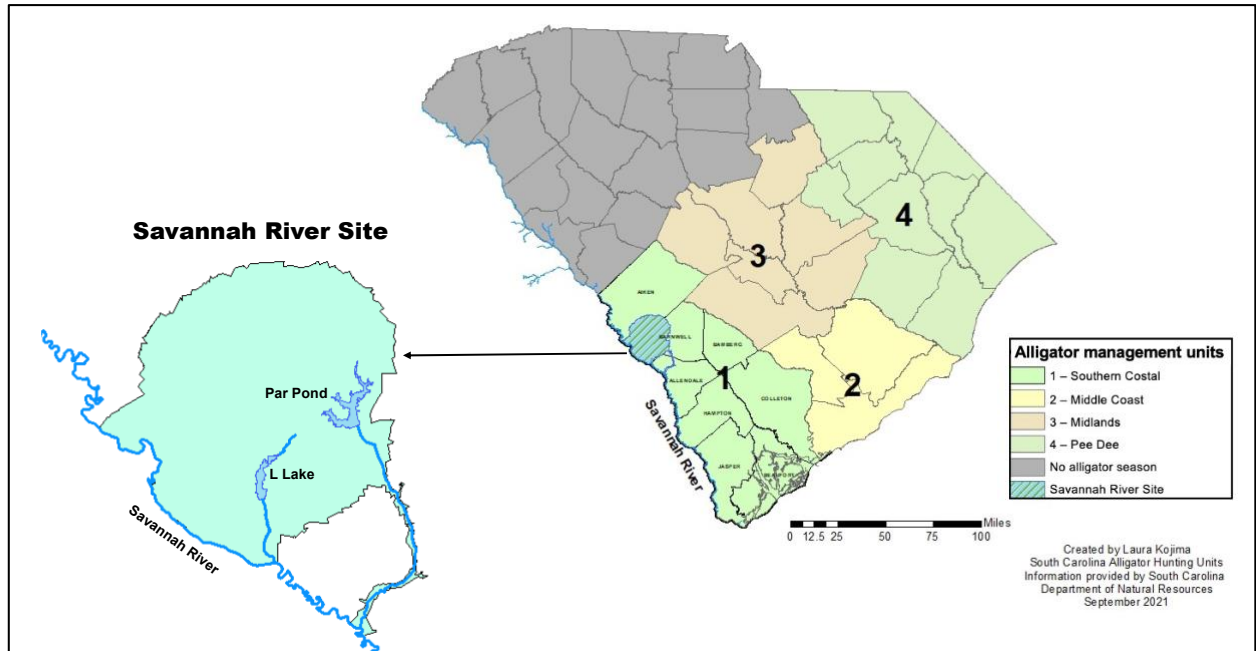 Savannah River Site
Par Pond
L Lake
Savannah River
AIKEN
BARNWELL
BAMBERG
ALLENDALE
COLLETON
HAMPTON
JASPER
BEAUFORT
Savannah River
1
2
3
4
Alligator management units
1 – Southern Costal
2 – Middle Coast
3 – Midlands
4 – Pee Dee
No alligator season
Savannah River Site
Miles
0 12.5 25 50 75 100
Created by Laura Kojima
South Carolina Alligator Hunting Units
Information provided by South Carolina
Department of Natural Resources
September 2021